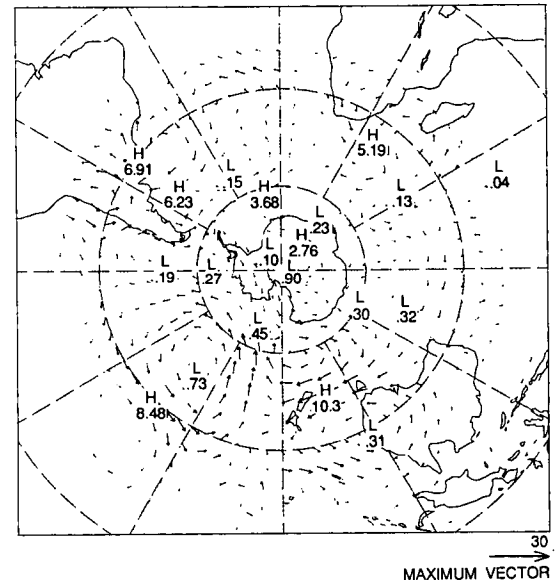 H
6.91
H
6.23
L
.15
H
3.68
H
5.19
L
.04
L
.13
L
.23
H
2.76
L
.10
L
.90
L
.19
L
.27
L
.30
L
.32
L
.45
L
.73
H
8.48
H
10.3
L
.31
30
MAXIMUM VECTOR